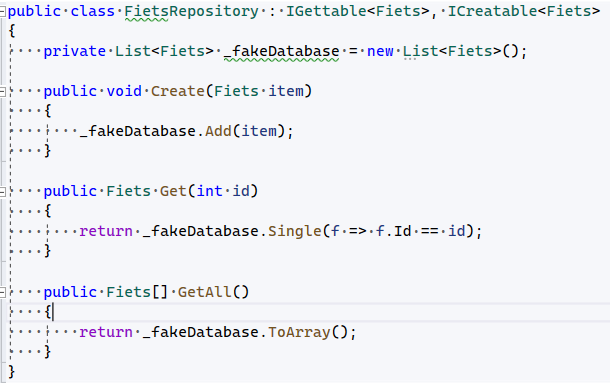 public class FietsRepository : IGettable<Fiets>, ICreatable<Fiets>
{
    private List<Fiets> _fakeDatabase = new List<Fiets>();

    public void Create(Fiets item)
    {
        _fakeDatabase.Add(item);
    }

    public Fiets Get(int id)
    {
        return _fakeDatabase.Single(f => f.Id == id);
    }

    public Fiets[] GetAll()
    {
        return _fakeDatabase.ToArray();
    }
}